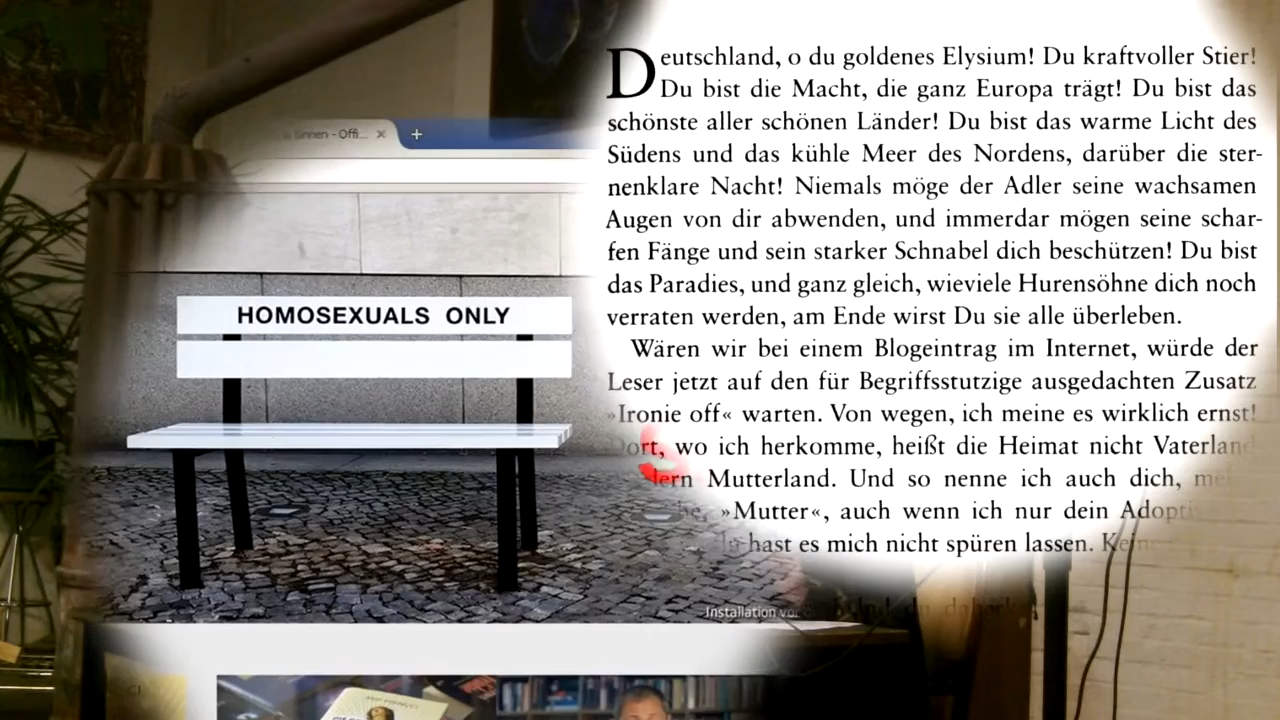 Sinnen - Offi...
HOMOSEXUALS ONLY
Installation
Deutschland, o du goldenes Elysium! Du kraftvoller Stier!
Du bist die Macht, die ganz Europa trägt! Du bist das
schönste aller schönen Länder! Du bist das warme Licht des
Südens und das kühle Meer des Nordens, darüber die ster-
nenklare Nacht! Niemals möge der Adler seine wachsamen
Augen von dir abwenden, und immerdar mögen seine schar-
fen Fänge und sein starker Schnabel dich beschützen! Du bist
das Paradies, und ganz gleich, wieviele Hurensöhne dich noch
verraten werden, am Ende wirst Du sie alle überleben.
Wären wir bei einem Blogeintrag im Internet, würde der
Leser jetzt auf den für Begriffsstutzige ausgedachten Zusatz
»Ironie off« warten. Von wegen, ich meine es wirklich ernst!
Dort, wo ich herkomme, heißt die Heimat nicht Vaterland
dern Mutterland. Und so nenne ich auch dich,
»Mutter«, auch wenn ich nur dein Adopti
hast es mich nicht spüren lassen.